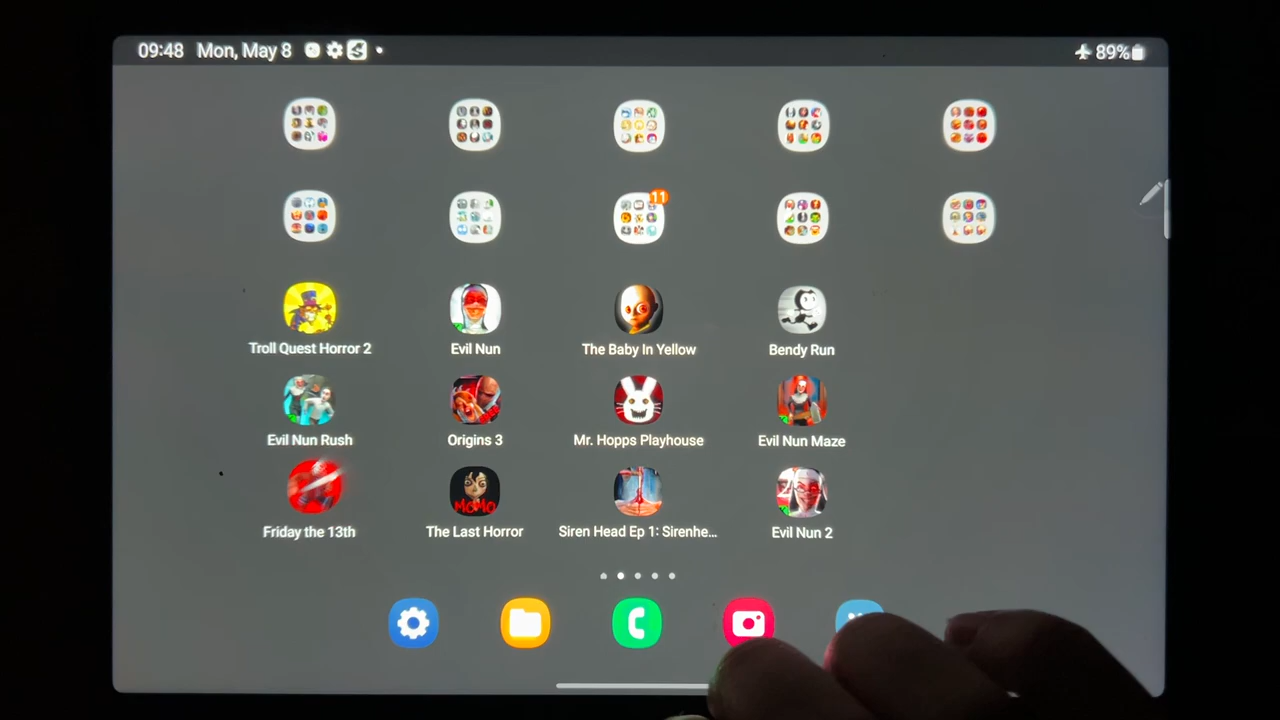 09:48 Mon, May 8
89%
11
Troll Quest Horror 2
Evil Nun
The Baby In Yellow
Bendy Run
Evil Nun Rush
Origins 3
Mr. Hopps Playhouse
Evil Nun Maze
MOMO
2
Friday the 13th
The Last Horror
Siren Head Ep 1: Sirenhe...
Evil Nun 2